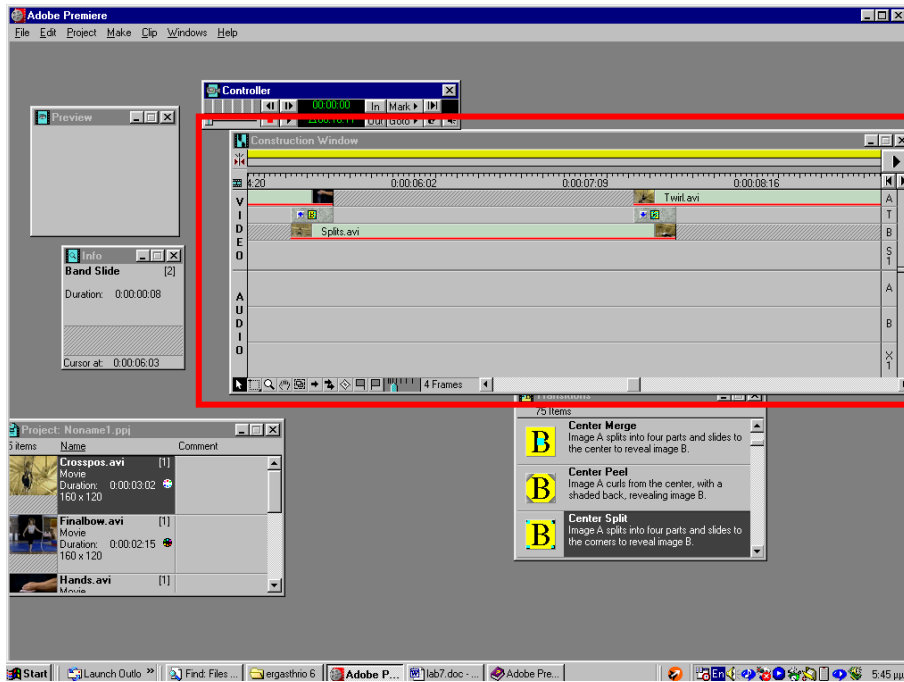 Adobe Premiere
File Edit Project Make Clip Windows Help
Controller
00:00:00 In Mark
Out Goto
Preview
Construction Window
4:20 0:00:06:02 0:00:07:09 0:00:08:16
VIDEO
Twirl.avi A
T
Splits.avi B
S1
AUDIO
A
B
X1
4 Frames
Info
Band Slide [2]
Duration: 0:00:00:08
Cursor at: 0:00:06:03
Project: Noname1.ppj
5 items Name Comment
Crosspos.avi [1]
Movie
Duration: 0:00:03:02
160 x 120
Finalbow.avi [1]
Movie
Duration: 0:00:02:15
160 x 120
Hands.avi [1]
Movie
Transitions
75 Items
Center Merge
Image A splits into four parts and slides to
the center to reveal image B.
Center Peel
Image A curls from the center, with a
shaded back, revealing image B.
Center Split
Image A splits into four parts and slides to
the corners to reveal image B.
Start Launch Outlo » Find: Files ... ergasthrio 6 Adobe P... lab7.doc - ... Adobe Pre... En 5:45 μμ